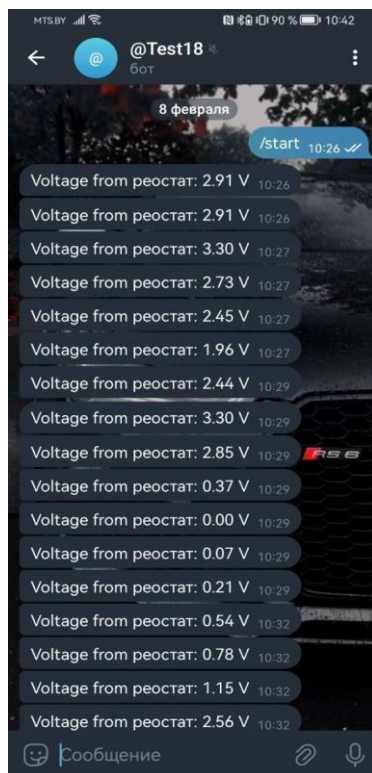 MTS.BY 90 % 10:42
@ @Test18
бот
8 февраля
/start 10:26
Voltage from реостат: 2.91 V 10:26
Voltage from реостат: 2.91 V 10:26
Voltage from реостат: 3.30 V 10:27
Voltage from реостат: 2.73 V 10:27
Voltage from реостат: 2.45 V 10:27
Voltage from реостат: 1.96 V 10:27
Voltage from реостат: 2.44 V 10:29
Voltage from реостат: 3.30 V 10:29
Voltage from реостат: 2.85 V 10:29
RS 6
Voltage from реостат: 0.37 V 10:29
Voltage from реостат: 0.00 V 10:29
Voltage from реостат: 0.07 V 10:29
Voltage from реостат: 0.21 V 10:29
Voltage from реостат: 0.54 V 10:32
Voltage from реостат: 0.78 V 10:32
Voltage from реостат: 1.15 V 10:32
Voltage from реостат: 2.56 V 10:32
Сообщение